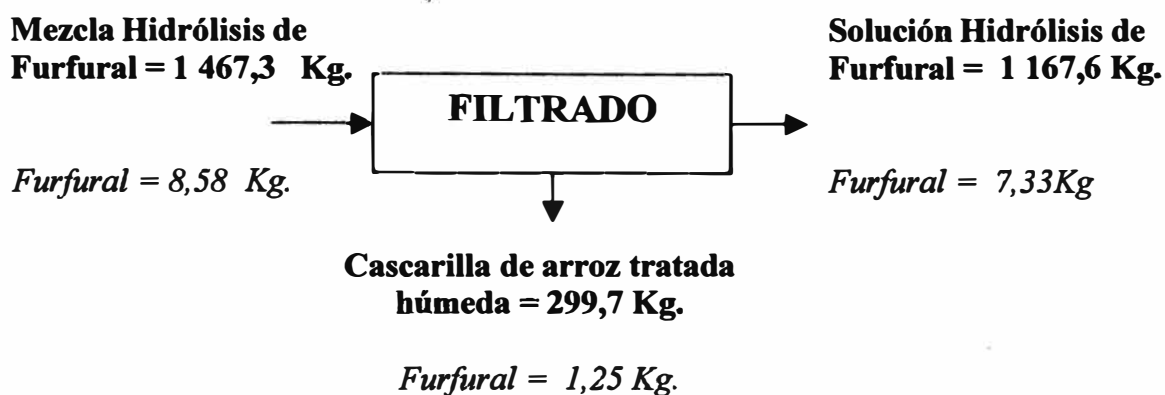 Mezcla Hidrólisis de
Furfural = 1 467,3 Kg.
Furfural = 8,58 Kg.
FILTRADO
Solución Hidrólisis de
Furfural = 1 167,6 Kg.
Furfural = 7,33Kg
Cascarilla de arroz tratada
húmeda = 299,7 Kg.
Furfural = 1,25 Kg.